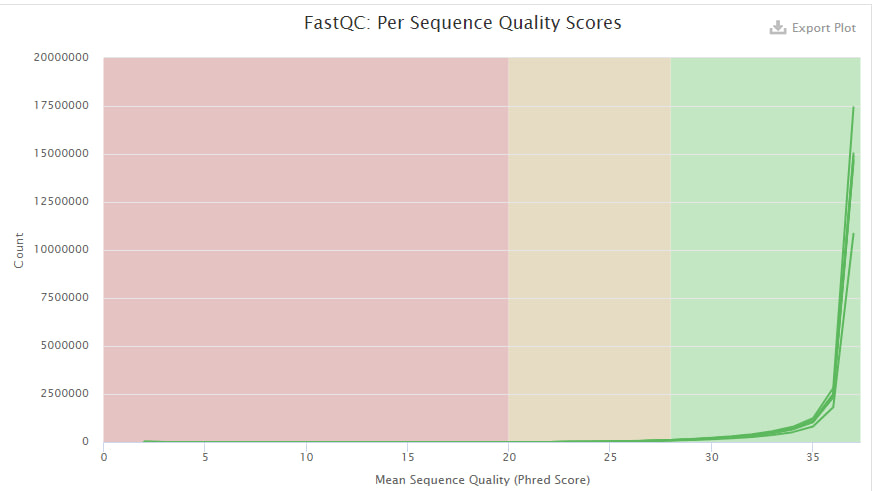 FastQC: Per Sequence Quality Scores
Export Plot
20000000
17500000
15000000
12500000
10000000
7500000
5000000
2500000
0
Count
0 5 10 15 20 25 30 35
Mean Sequence Quality (Phred Score)